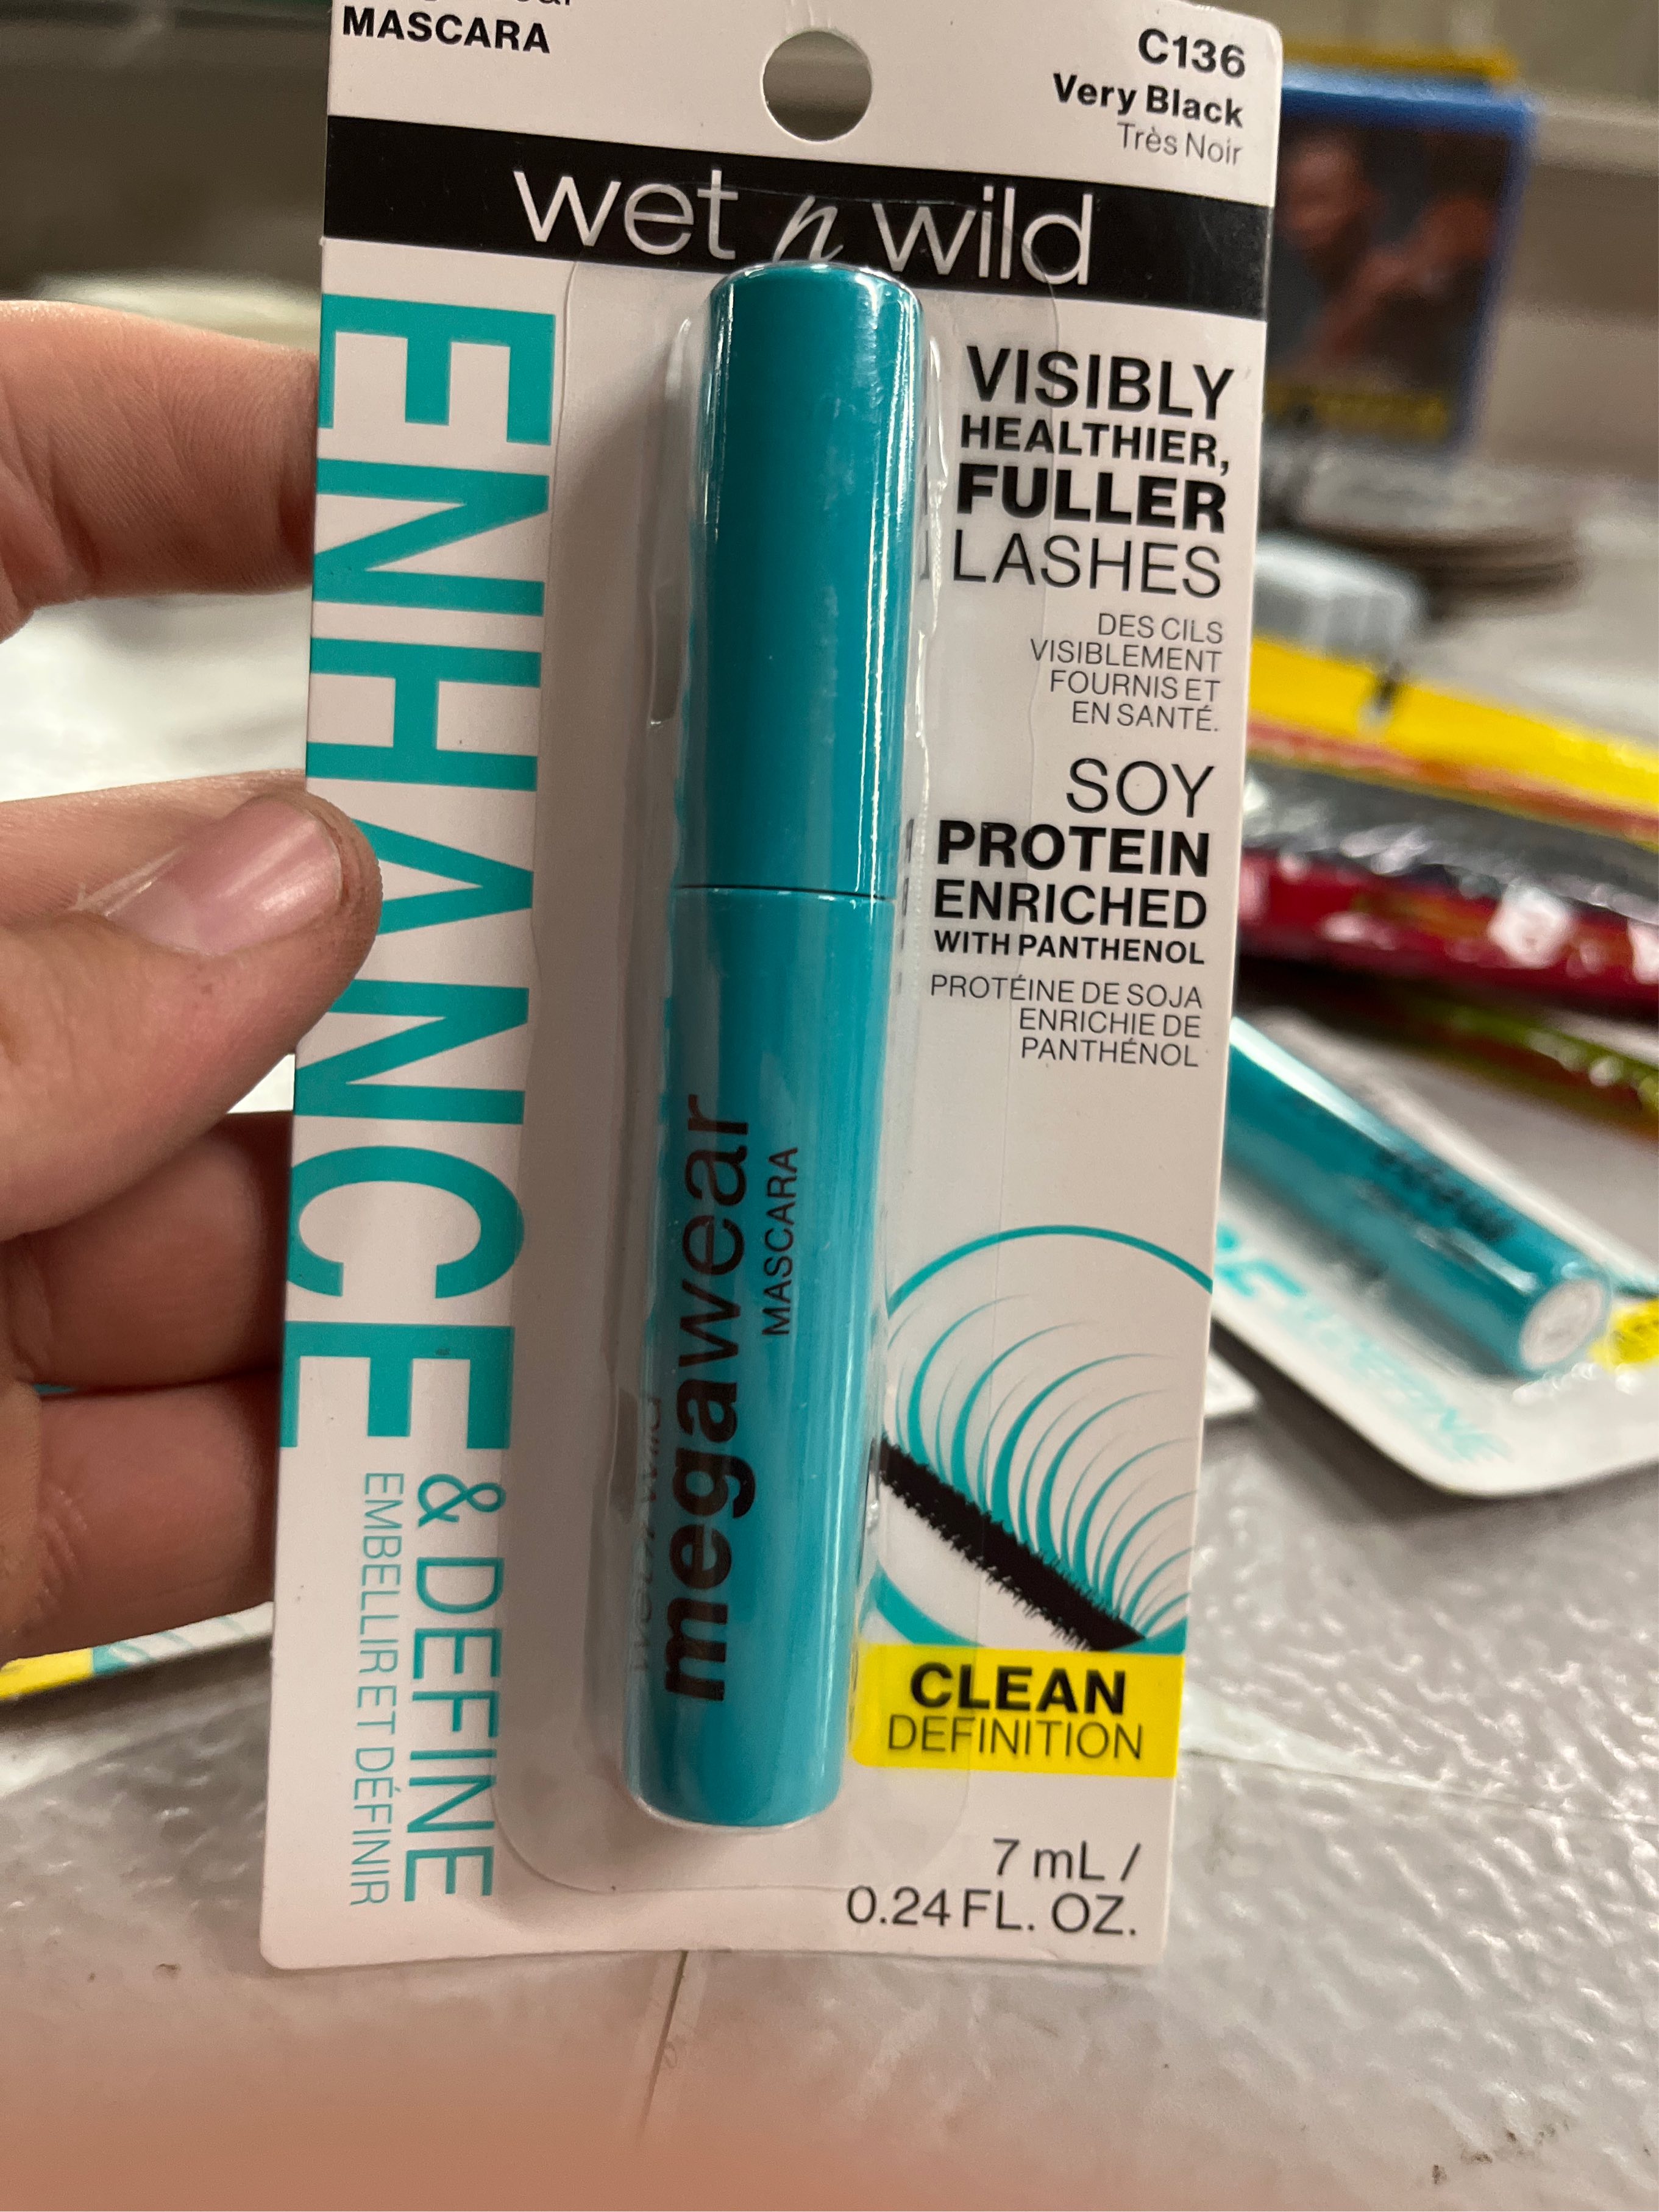 MASCARA
C136
Very Black
Très Noir
wet n wild
ENHANCE
& DEFINE
EMBELLIR ET DÉFINIR
VISIBLY
HEALTHIER,
FULLER
LASHES
DES CILS
VISIBLEMENT
FOURNIS ET
EN SANTÉ.
SOY
PROTEIN
ENRICHED
WITH PANTHENOL
PROTÉINE DE SOJA
ENRICHIE DE
PANTHÉNOL
wet n wild
megawear
MASCARA
CLEAN
DEFINITION
7 mL /
0.24 FL. OZ.